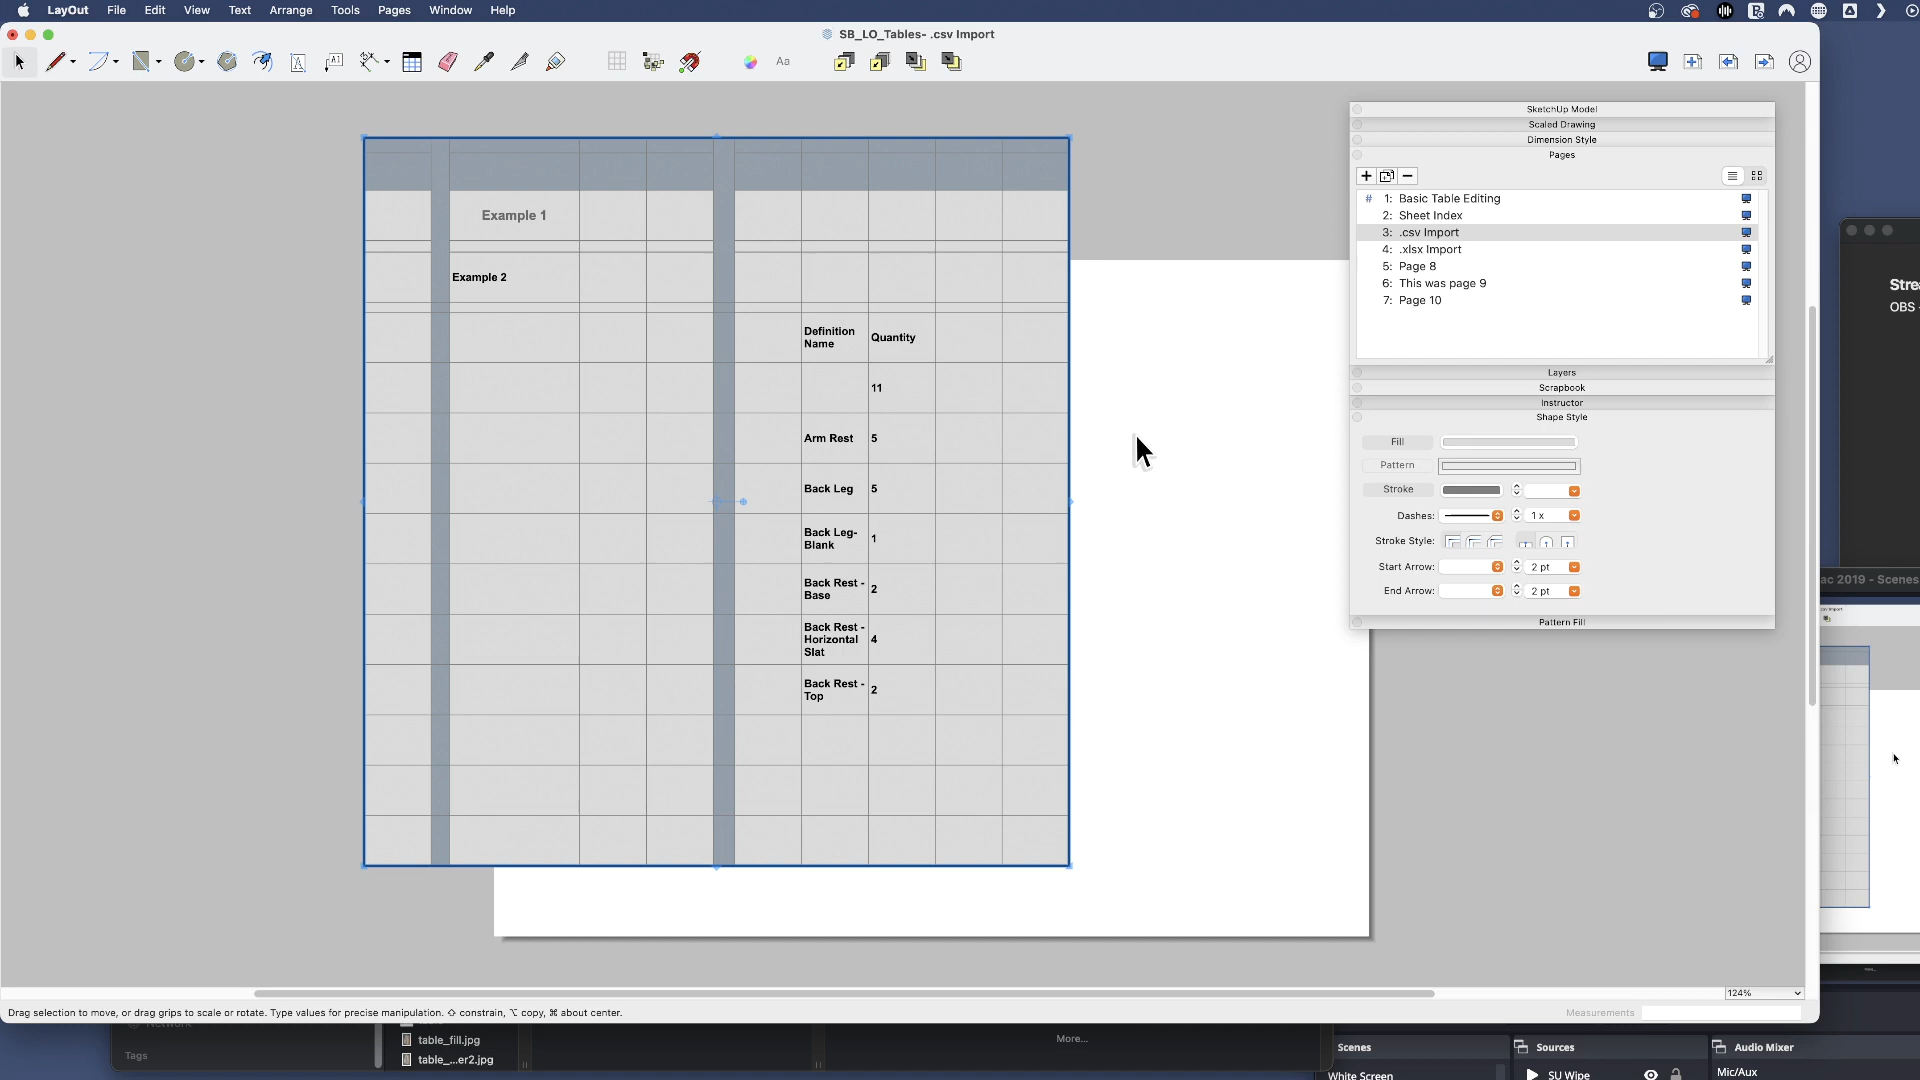 LayOut File Edit View Text Arrange Tools Pages Window Help
SB_LO_Tables- .csv Import
A1
Aa
Example 1
Example 2
Definition
Name
Quantity
11
Arm Rest 5
Back Leg 5
Back Leg-
Blank
1
Back Rest -
Base
2
Back Rest -
Horizontal
Slat
4
Back Rest -
Top
2
SketchUp Model
Scaled Drawing
Dimension Style
Pages
# 1: Basic Table Editing
2: Sheet Index
3: .csv Import
4: .xlsx Import
5: Page 8
6: This was page 9
7: Page 10
Layers
Scrapbook
Instructor
Shape Style
Fill
Pattern
Stroke
Dashes: 1 x
Stroke Style:
Start Arrow: 2 pt
End Arrow: 2 pt
Pattern Fill
Stre
OBS -
ac 2019 - Scenes
124%
Drag selection to move, or drag grips to scale or rotate. Type values for precise manipulation. ⇧ constrain, ⌥ copy, ⌘ about center.
Measurements
Network
Tags
table_fill.jpg
table_...er2.jpg
More...
Scenes
White Screen
Sources
SU Wipe
Audio Mixer
Mic/Aux